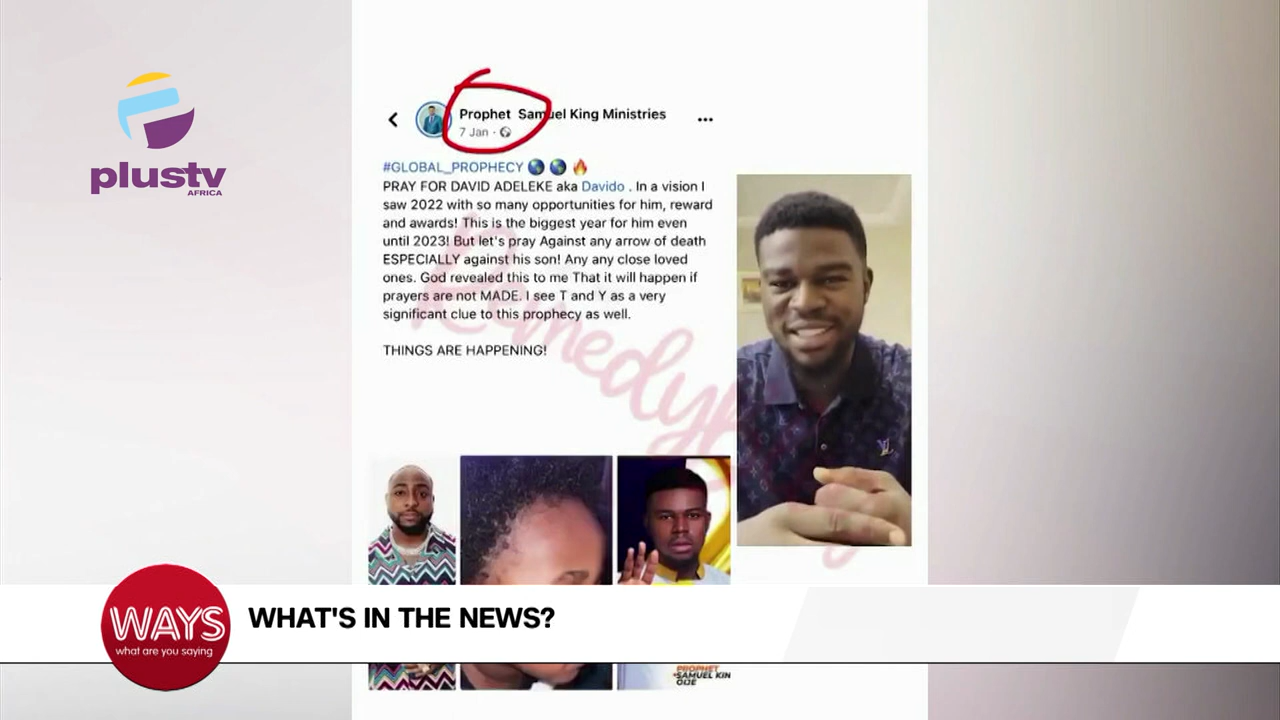 plustv
AFRICA
Prophet Samuel King Ministries
7 Jan ·
#GLOBAL_PROPHECY
PRAY FOR DAVID ADELEKE aka Davido . In a vision I
saw 2022 with so many opportunities for him, reward
and awards! This is the biggest year for him even
until 2023! But let's pray Against any arrow of death
ESPECIALLY against his son! Any any close loved
ones. God revealed this to me That it will happen if
prayers are not MADE. I see T and Y as a very
significant clue to this prophecy as well.
THINGS ARE HAPPENING!
WAYS
what are you saying
WHAT'S IN THE NEWS?
PROPHET
SAMUEL KIN
OJE